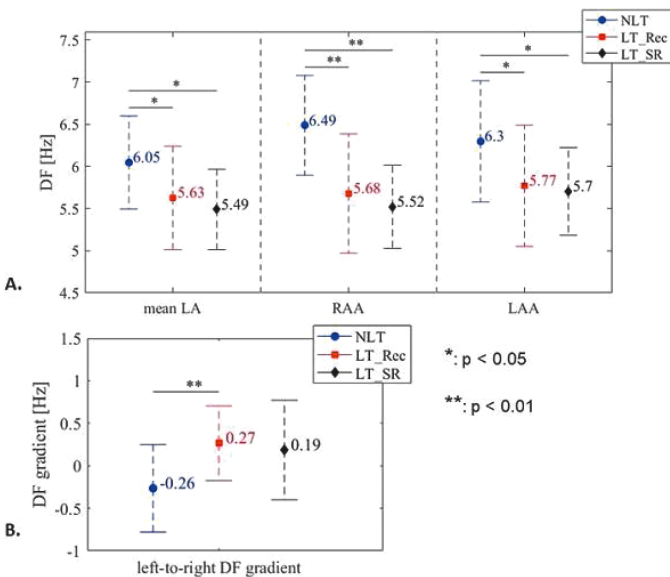 NLT
LT_Rec
LT_SR
7.5
7
6.5
6
5.5
5
4.5
DF [Hz]
*
*
6.05
5.63
5.49
**
**
6.49
5.68
5.52
*
*
6.3
5.77
5.7
mean LA
RAA
LAA
A.
NLT
LT_Rec
LT_SR
1.5
1
0.5
0
-0.5
-1
DF gradient [Hz]
**
-0.26
0.27
0.19
left-to-right DF gradient
B.
*: p < 0.05
**: p < 0.01